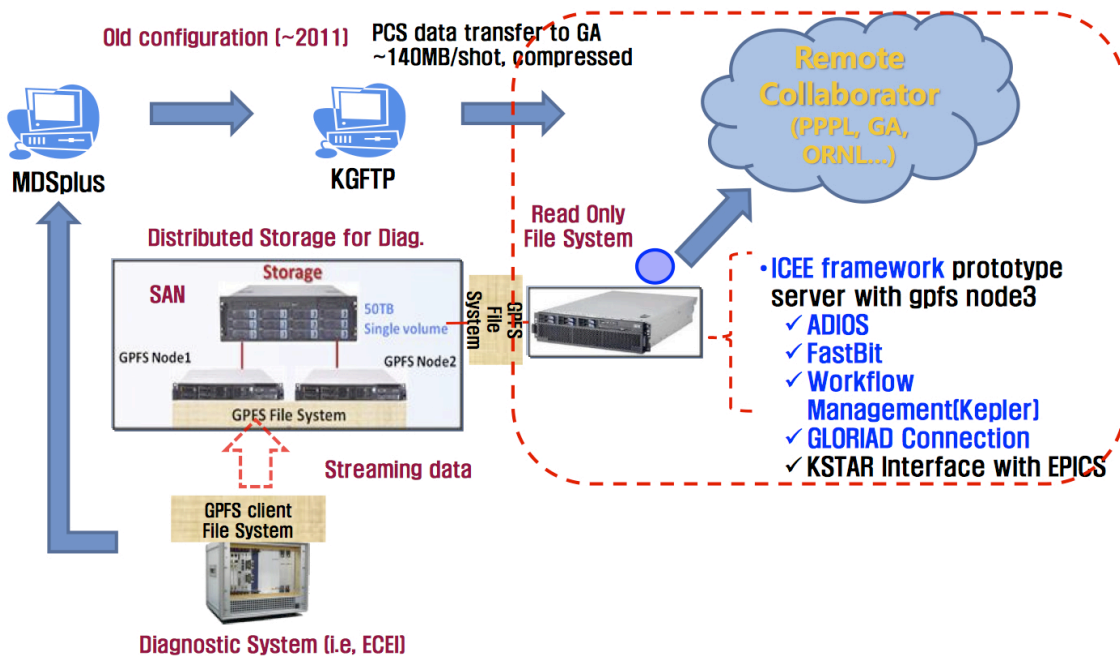 Old configuration (~2011)
PCS data transfer to GA
~140MB/shot, compressed
Remote
Collaborator
(PPPL, GA,
ORNL...)
MDSplus
KGFTP
Read Only
File System
Distributed Storage for Diag.
Storage
SAN
50TB
Single volume
GPFS Node1
GPFS Node2
GPFS File System
GPFS
File
System
•ICEE framework prototype
server with gpfs node3
✓ ADIOS
✓ FastBit
✓ Workflow
Management(Kepler)
✓ GLORIAD Connection
✓ KSTAR Interface with EPICS
Streaming data
GPFS client
File System
Diagnostic System (i.e, ECEI)